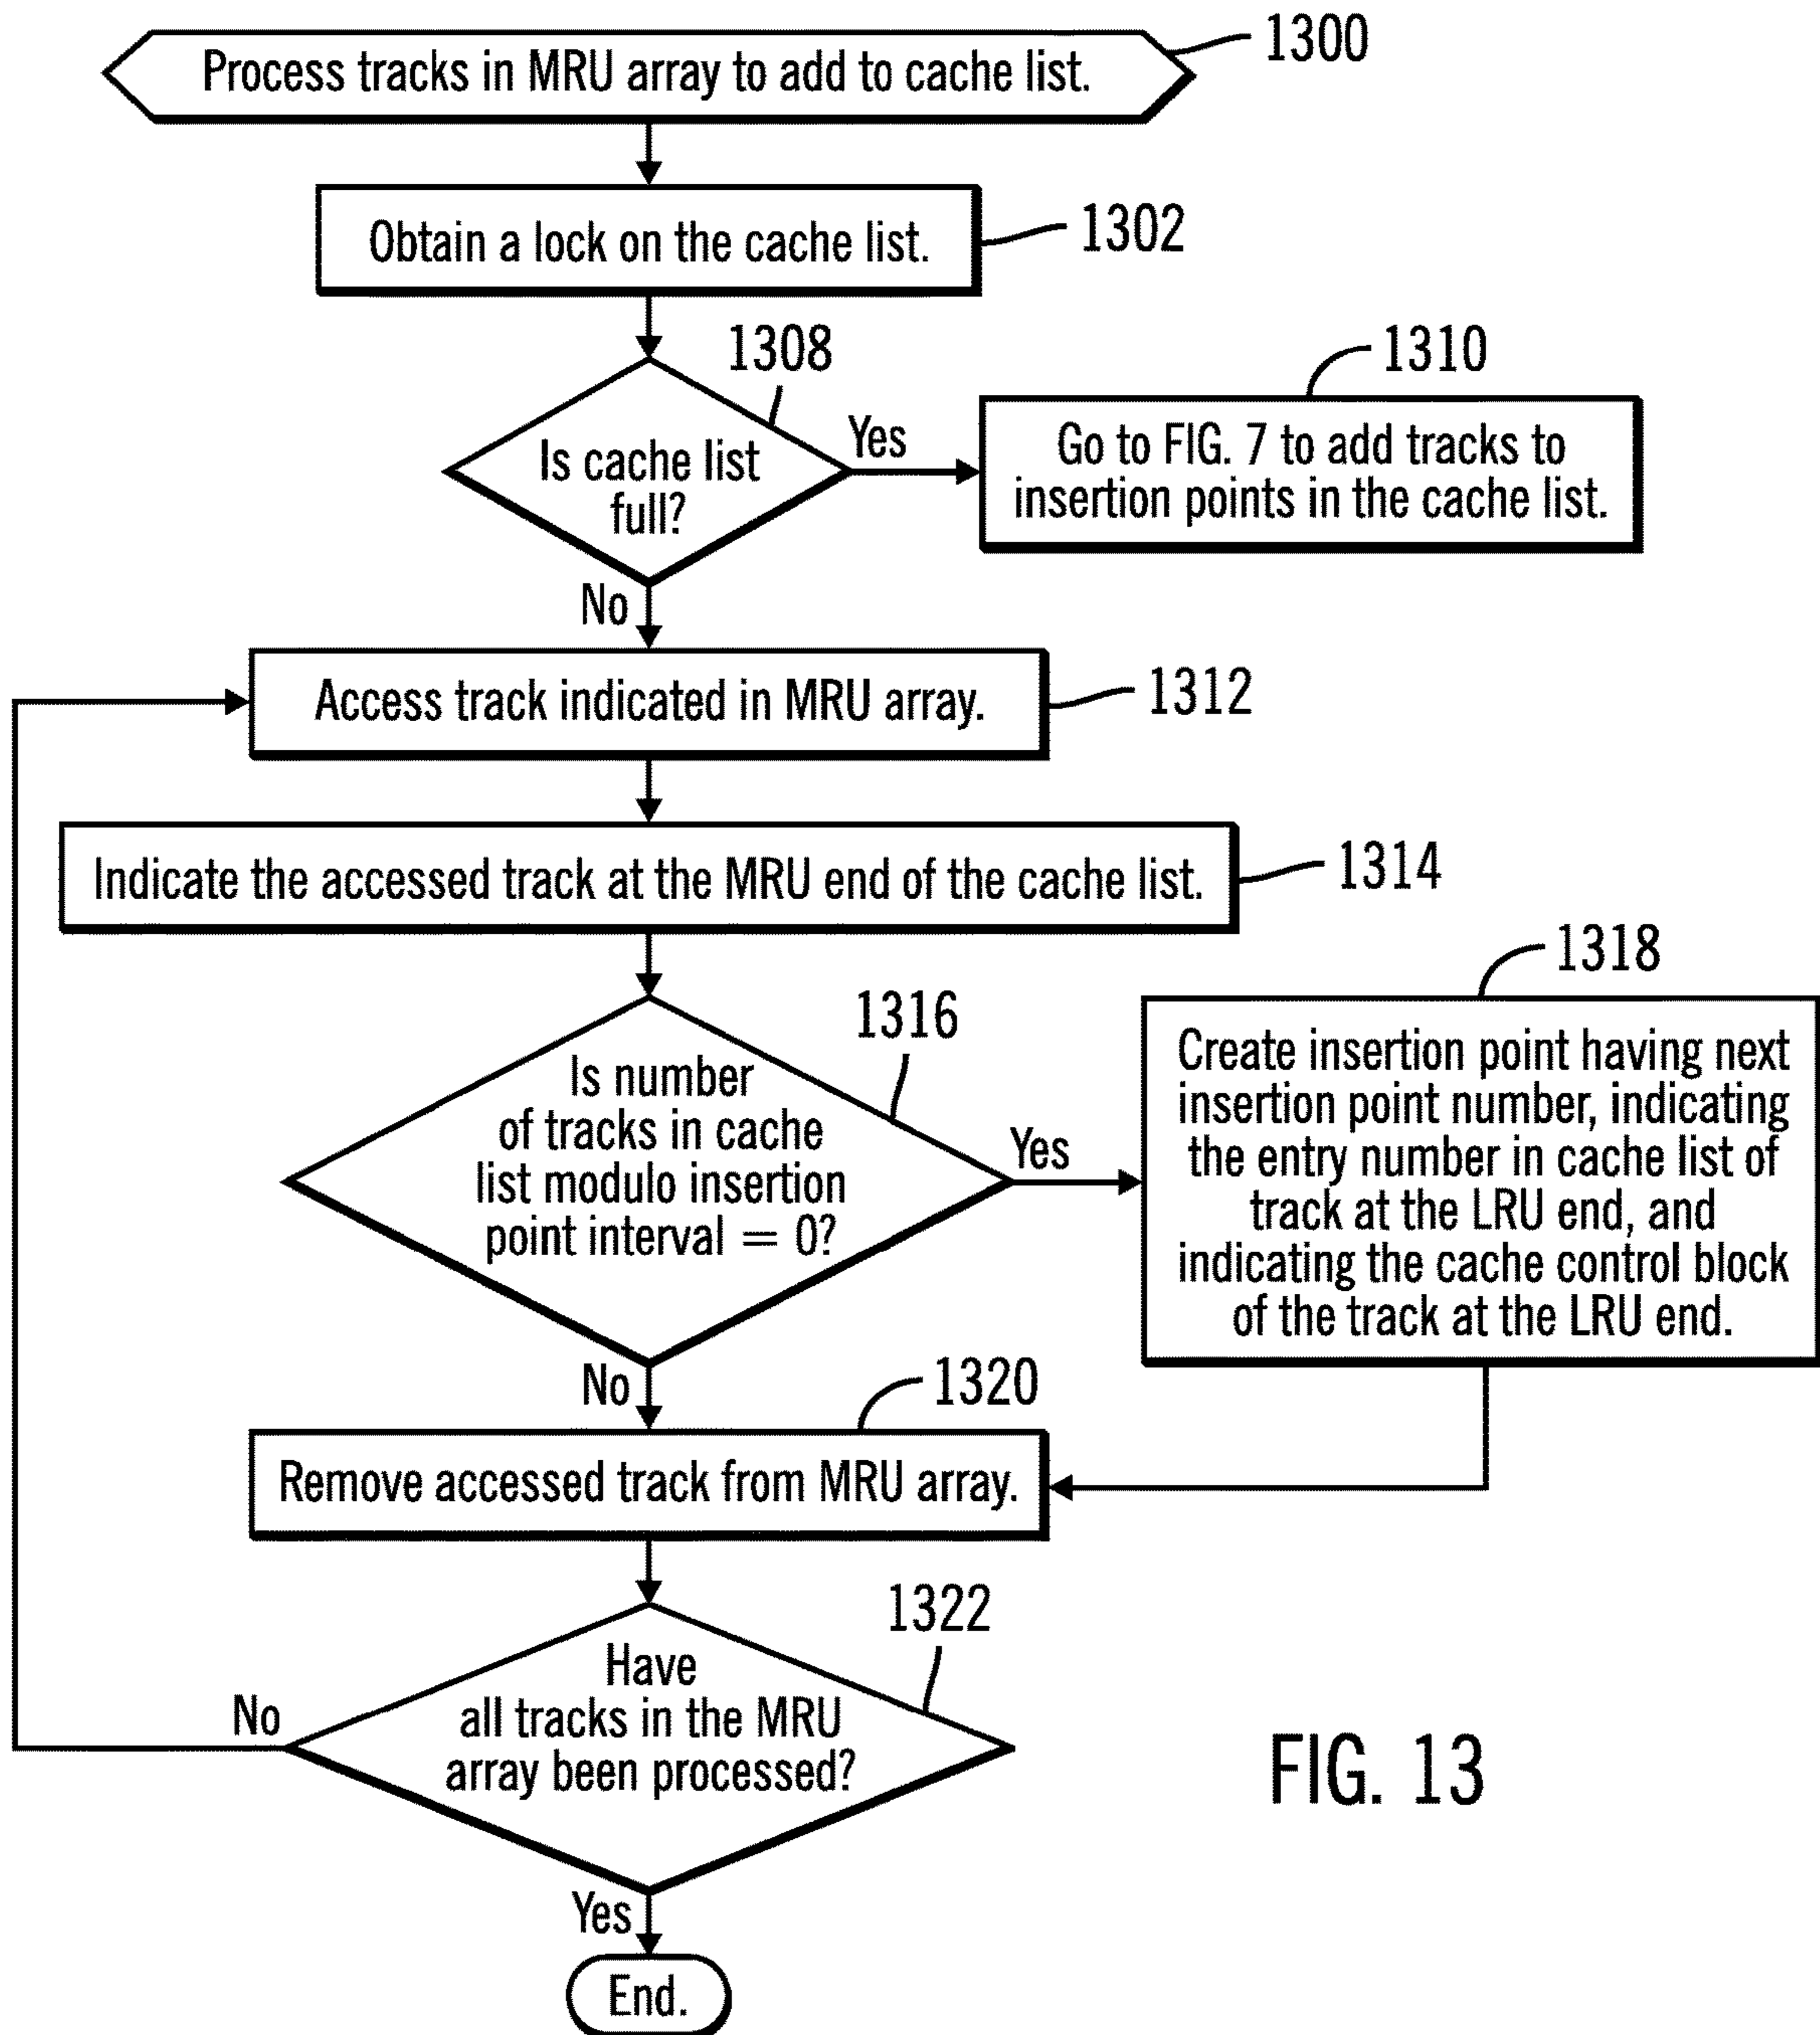 Process tracks in MRU array to add to cache list.
1300
Obtain a lock on the cache list.
1302
1308
Is cache list
full?
Yes
No
1310
Go to FIG. 7 to add tracks to
insertion points in the cache list.
Access track indicated in MRU array.
1312
Indicate the accessed track at the MRU end of the cache list.
1314
1316
Is number
of tracks in cache
list modulo insertion
point interval = 0?
Yes
No
1318
Create insertion point having next
insertion point number, indicating
the entry number in cache list of
track at the LRU end, and
indicating the cache control block
of the track at the LRU end.
1320
Remove accessed track from MRU array.
1322
Have
all tracks in the MRU
array been processed?
No
Yes
End.
FIG. 13